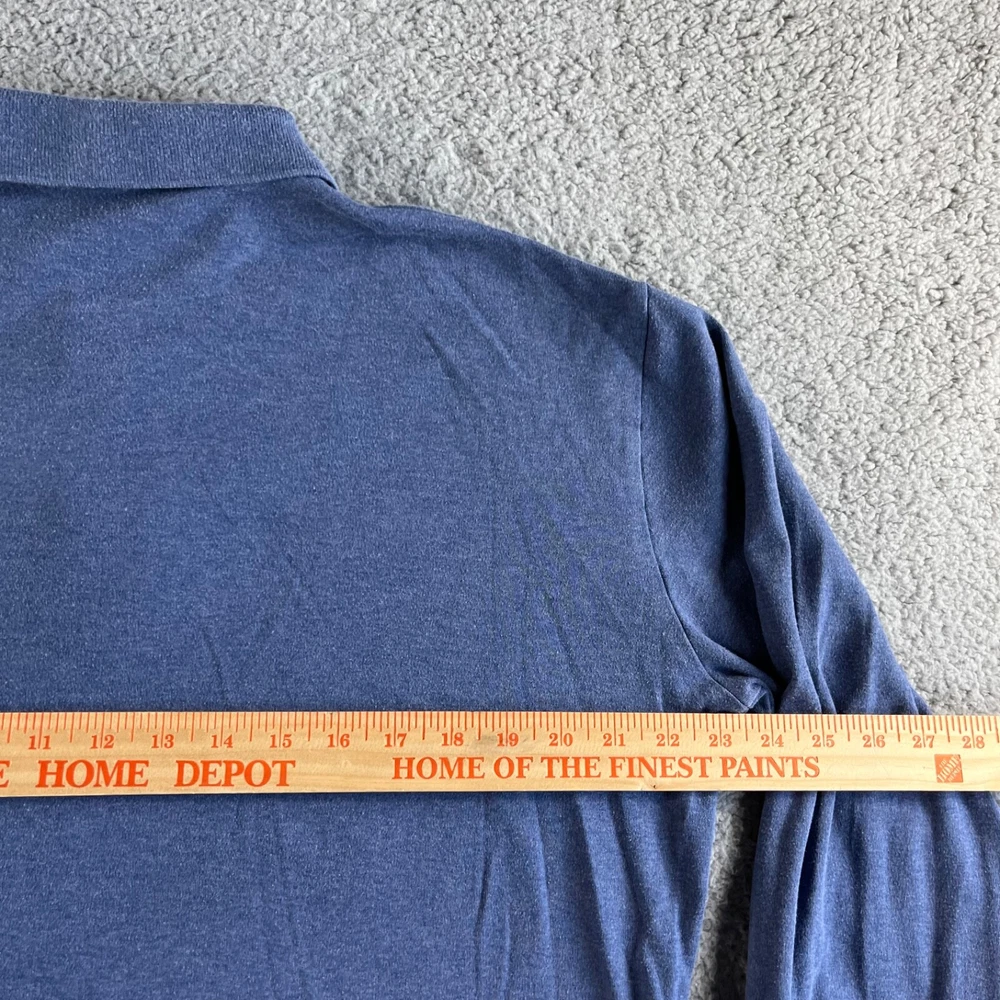 11 12 13 14 15 16 17 18 19 20 21 22 23 24 25 26 27 28
E HOME DEPOT HOME OF THE FINEST PAINTS